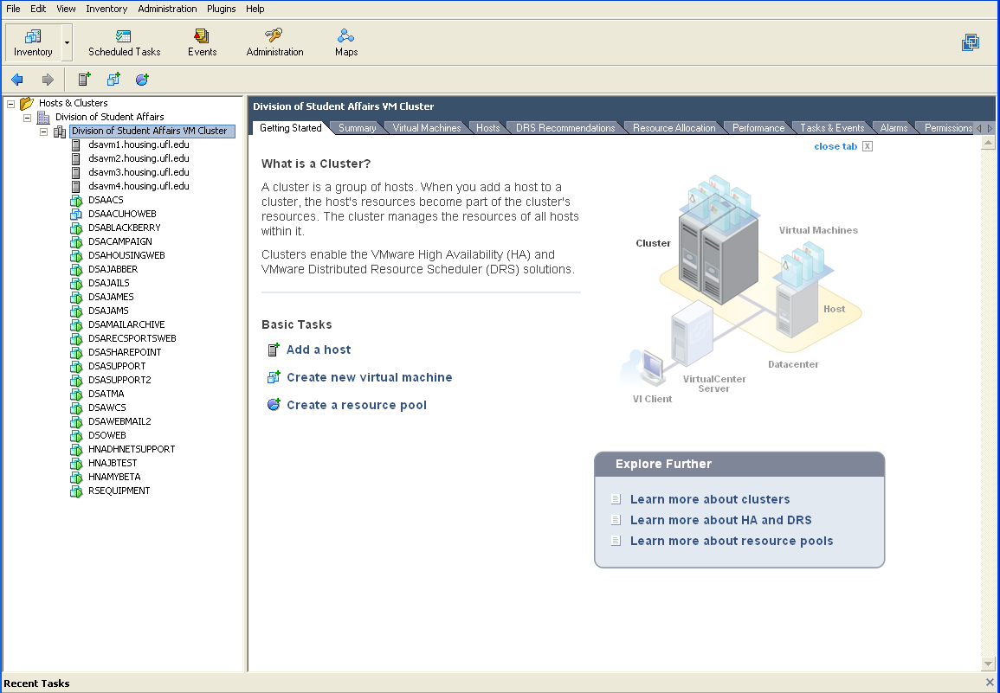 File Edit View Inventory Administration Plugins Help
Inventory Scheduled Tasks Events Administration Maps
Hosts & Clusters
Division of Student Affairs
Division of Student Affairs VM Cluster
dsavm1.housing.ufl.edu
dsavm2.housing.ufl.edu
dsavm3.housing.ufl.edu
dsavm4.housing.ufl.edu
DSAACS
DSAACUHOWEB
DSABLACKBERRY
DSACAMPAIGN
DSAHOUSINGWEB
DSAJABBER
DSAJAILS
DSAJAMES
DSAJAMS
DSAMAILARCHIVE
DSARECSPORTSWEB
DSASHAREPOINT
DSASUPPORT
DSASUPPORT2
DSATMA
DSAWCS
DSAWEBMAIL2
DSOWEB
HNADHNETSUPPORT
HNAJBTEST
HNAMYBETA
RSEQUIPMENT
Division of Student Affairs VM Cluster
Getting Started Summary Virtual Machines Hosts DRS Recommendations Resource Allocation Performance Tasks & Events Alarms Permissions
close tab X
What is a Cluster?
A cluster is a group of hosts. When you add a host to a
cluster, the host's resources become part of the cluster's
resources. The cluster manages the resources of all hosts
within it.
Clusters enable the VMware High Availability (HA) and
VMware Distributed Resource Scheduler (DRS) solutions.
Basic Tasks
Add a host
Create new virtual machine
Create a resource pool
Cluster
Virtual Machines
Host
Datacenter
VirtualCenter
Server
VI Client
Explore Further
Learn more about clusters
Learn more about HA and DRS
Learn more about resource pools
Recent Tasks